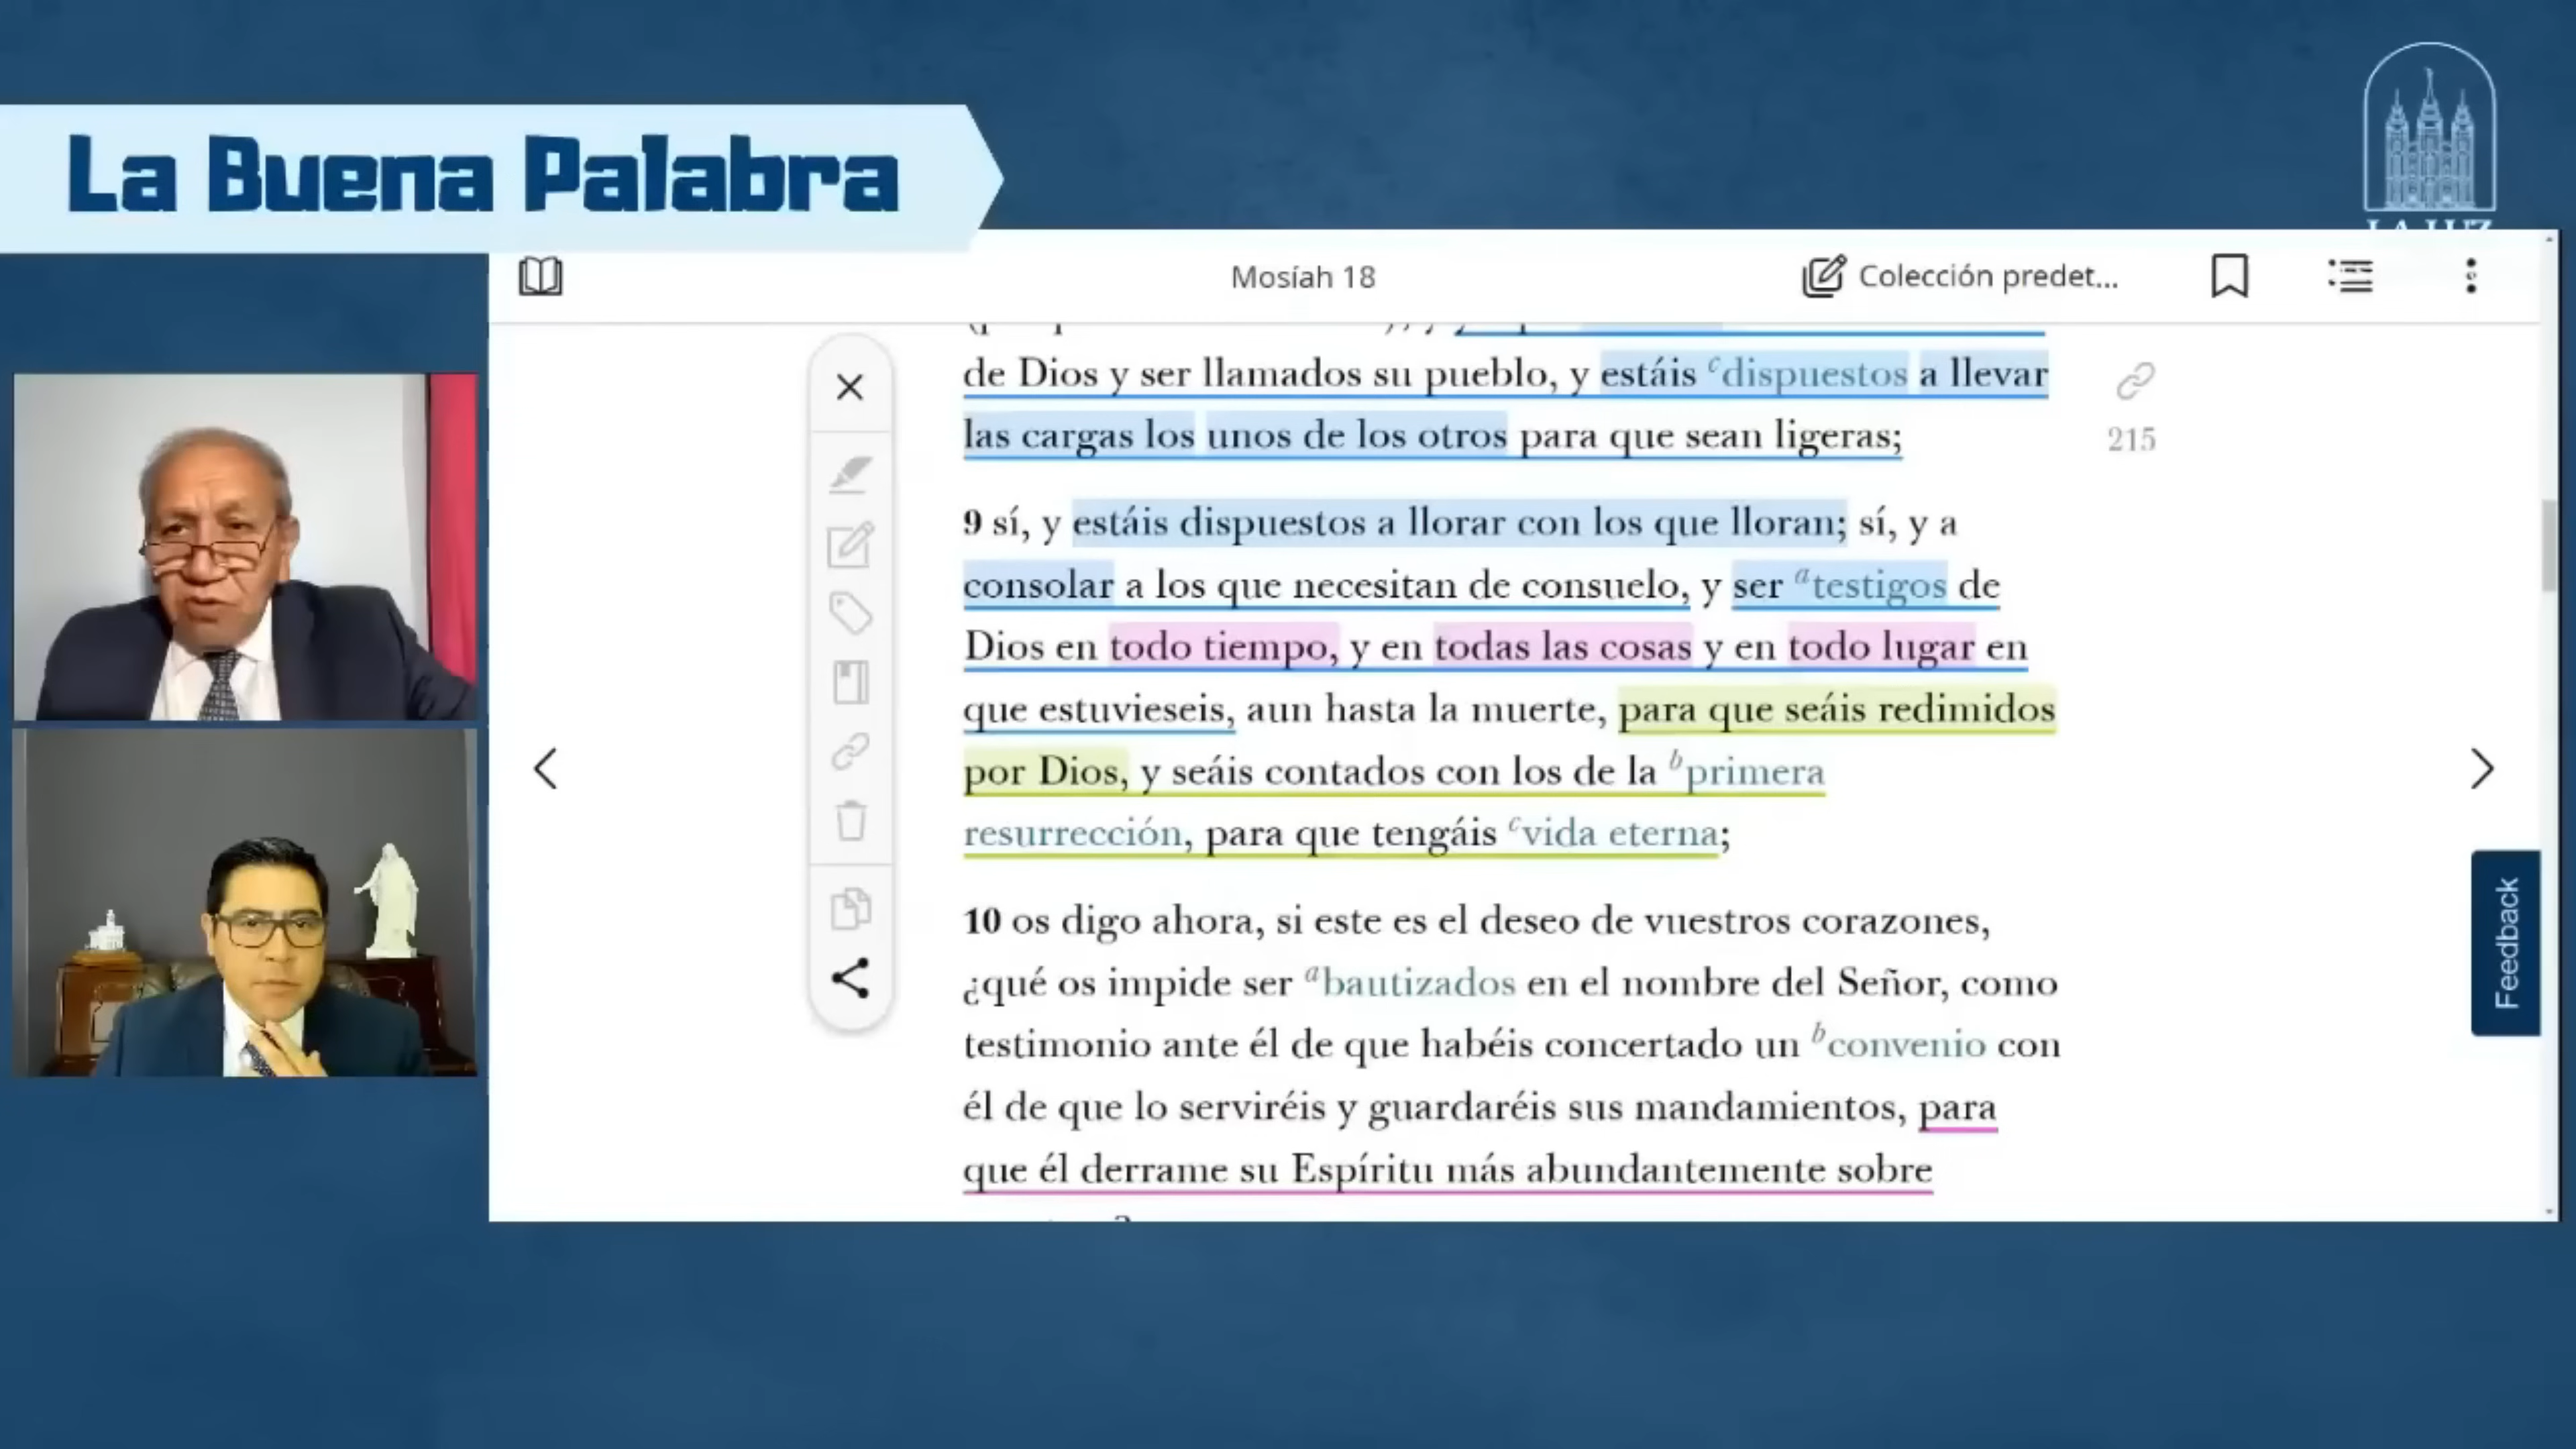 La Buena Palabra
Mosíah 18
Colección predet...
de Dios y ser llamados su pueblo, y estáis ᶜdispuestos a llevar
las cargas los unos de los otros para que sean ligeras;
215
9 sí, y estáis dispuestos a llorar con los que lloran; sí, y a
consolar a los que necesitan de consuelo, y ser ᵃtestigos de
Dios en todo tiempo, y en todas las cosas y en todo lugar en
que estuvieseis, aun hasta la muerte, para que seáis redimidos
por Dios, y seáis contados con los de la ᵇprimera
resurrección, para que tengáis ᶜvida eterna;
10 os digo ahora, si este es el deseo de vuestros corazones,
¿qué os impide ser ᵃbautizados en el nombre del Señor, como
testimonio ante él de que habéis concertado un ᵇconvenio con
él de que lo serviréis y guardaréis sus mandamientos, para
que él derrame su Espíritu más abundantemente sobre
Feedback